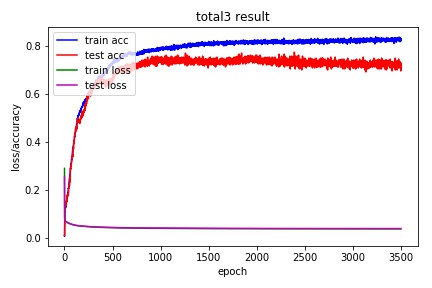 total3 result
train acc
test acc
train loss
test loss
loss/accuracy
0.8
0.6
0.4
0.2
0.0
0
500
1000
1500
2000
2500
3000
3500
epoch